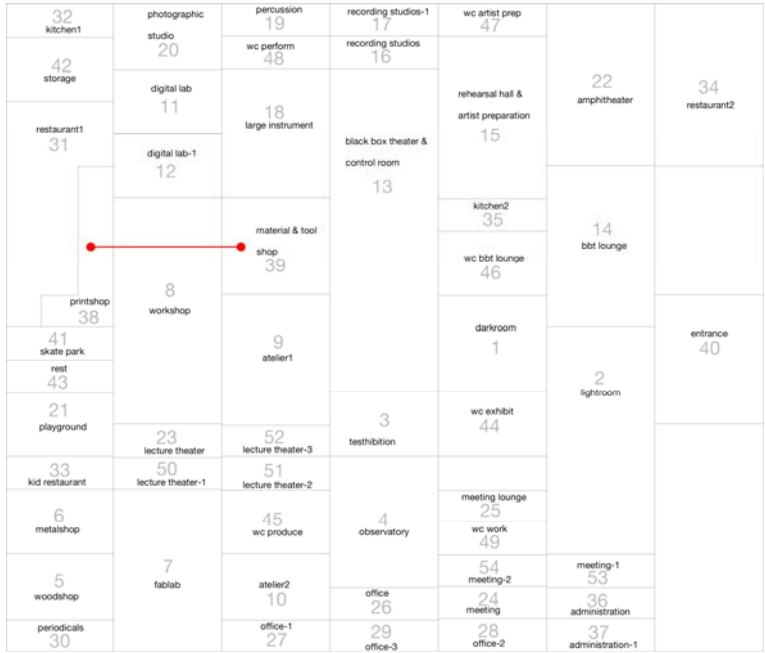 32
kitchen1
42
storage
restaurant1
31
printshop
38
41
skate park
rest
43
21
playground
33
kid restaurant
6
metalshop
5
woodshop
periodicals
30
photographic
studio
20
digital lab
11
digital lab-1
12
8
workshop
23
lecture theater
50
lecture theater-1
7
fablab
percussion
19
wc perform
48
18
large instrument
material & tool
shop
39
9
atelier1
52
lecture theater-3
51
lecture theater-2
45
wc produce
atelier2
10
office-1
27
recording studios-1
17
recording studios
16
black box theater &
control room
13
3
testhibition
4
observatory
office
26
29
office-3
wc artist prep
47
rehearsal hall &
artist preparation
15
kitchen2
35
wc bbt lounge
46
darkroom
1
wc exhibit
44
meeting lounge
25
wc work
49
54
meeting-2
24
meeting
28
office-2
22
amphitheater
14
bbt lounge
2
lightroom
meeting-1
53
36
administration
37
administration-1
34
restaurant2
entrance
40